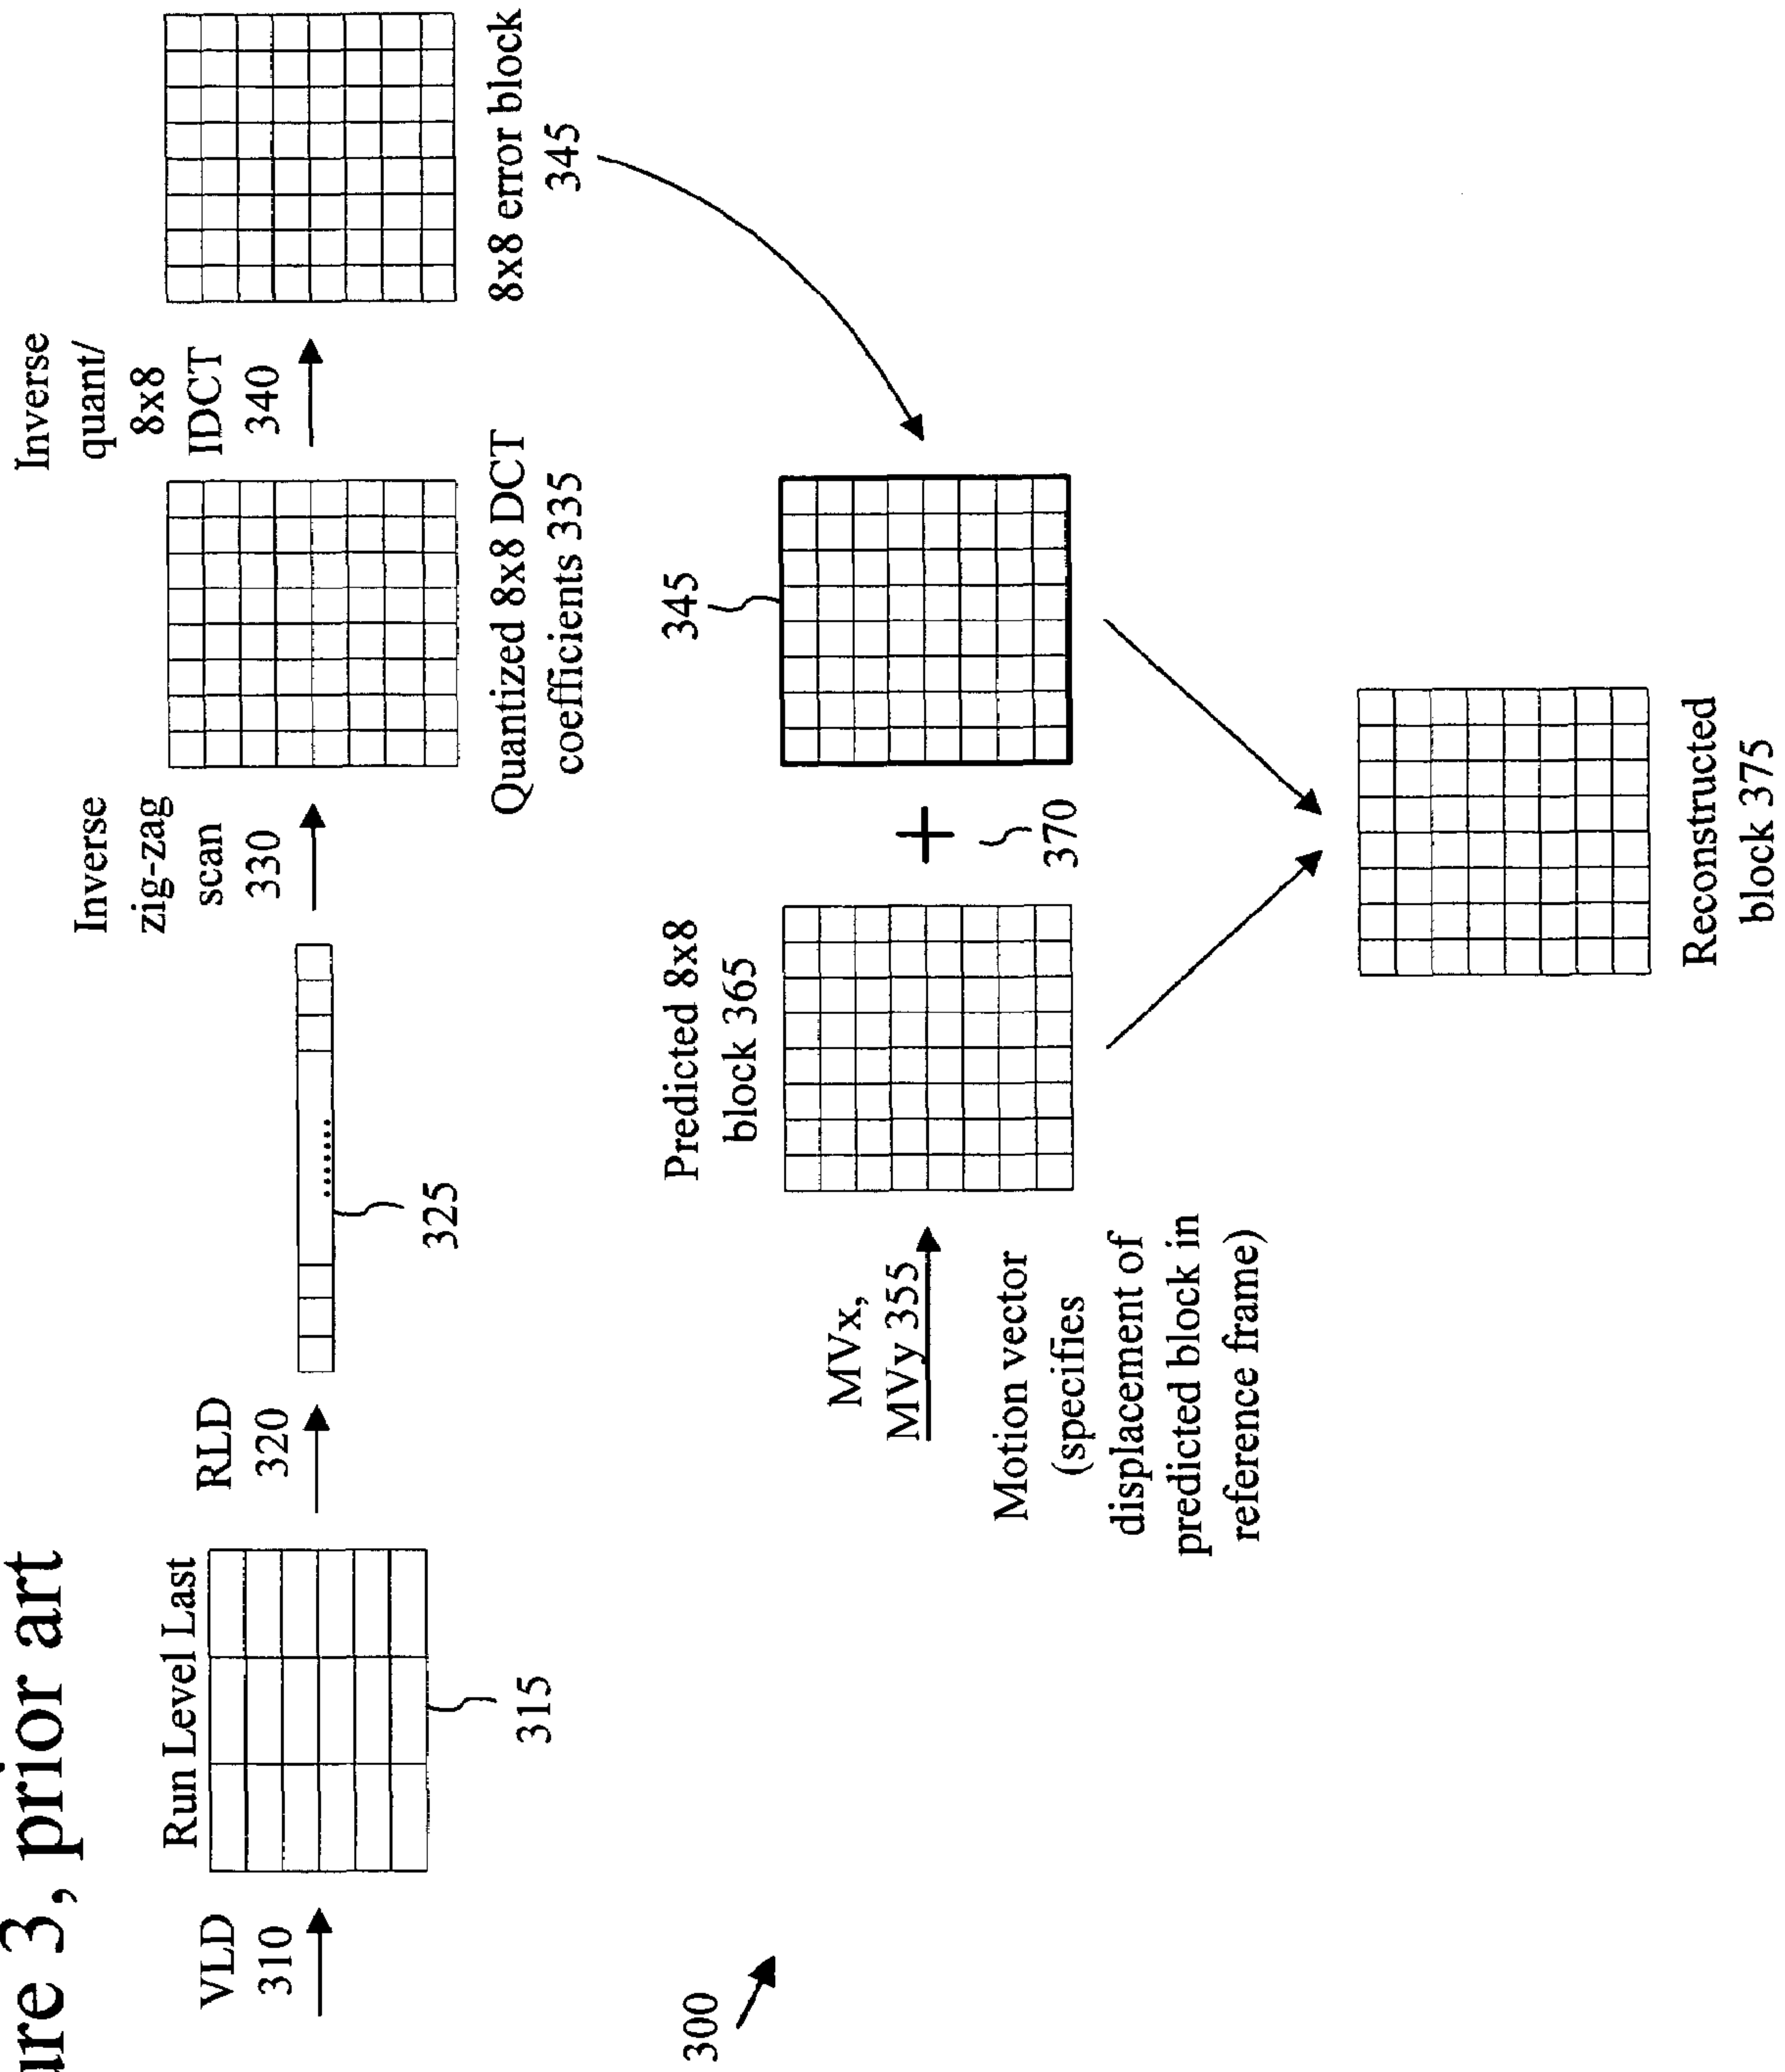 ure 3, prior art
VLD
310
Run Level Last
315
RLD
320
325
Inverse
zig-zag
scan
330
Quantized 8x8 DCT
coefficients 335
Inverse
quant/
8x8
IDCT
340
8x8 error block
345
300
MVx,
MVy 355
Motion vector
(specifies
displacement of
predicted block in
reference frame)
Predicted 8x8
block 365
+
370
345
Reconstructed
block 375